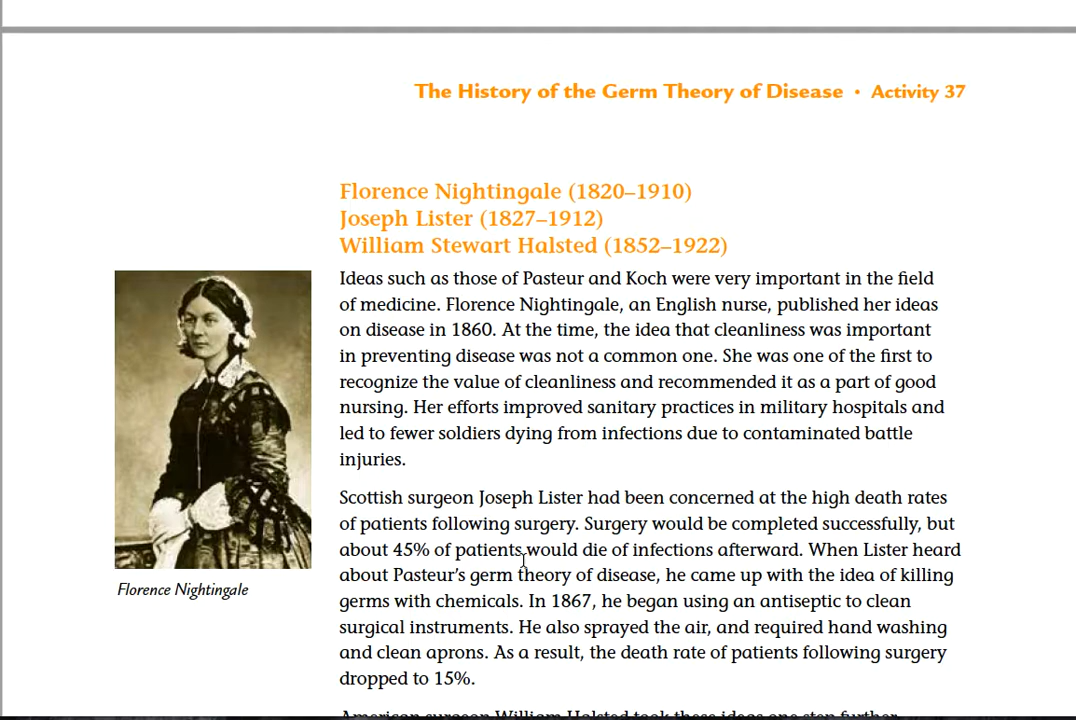 The History of the Germ Theory of Disease • Activity 37
Florence Nightingale (1820–1910)
Joseph Lister (1827–1912)
William Stewart Halsted (1852–1922)
Ideas such as those of Pasteur and Koch were very important in the field
of medicine. Florence Nightingale, an English nurse, published her ideas
on disease in 1860. At the time, the idea that cleanliness was important
in preventing disease was not a common one. She was one of the first to
recognize the value of cleanliness and recommended it as a part of good
nursing. Her efforts improved sanitary practices in military hospitals and
led to fewer soldiers dying from infections due to contaminated battle
injuries.
Florence Nightingale
Scottish surgeon Joseph Lister had been concerned at the high death rates
of patients following surgery. Surgery would be completed successfully, but
about 45% of patients would die of infections afterward. When Lister heard
about Pasteur's germ theory of disease, he came up with the idea of killing
germs with chemicals. In 1867, he began using an antiseptic to clean
surgical instruments. He also sprayed the air, and required hand washing
and clean aprons. As a result, the death rate of patients following surgery
dropped to 15%.
American surgeon William Halsted took these ideas one step further